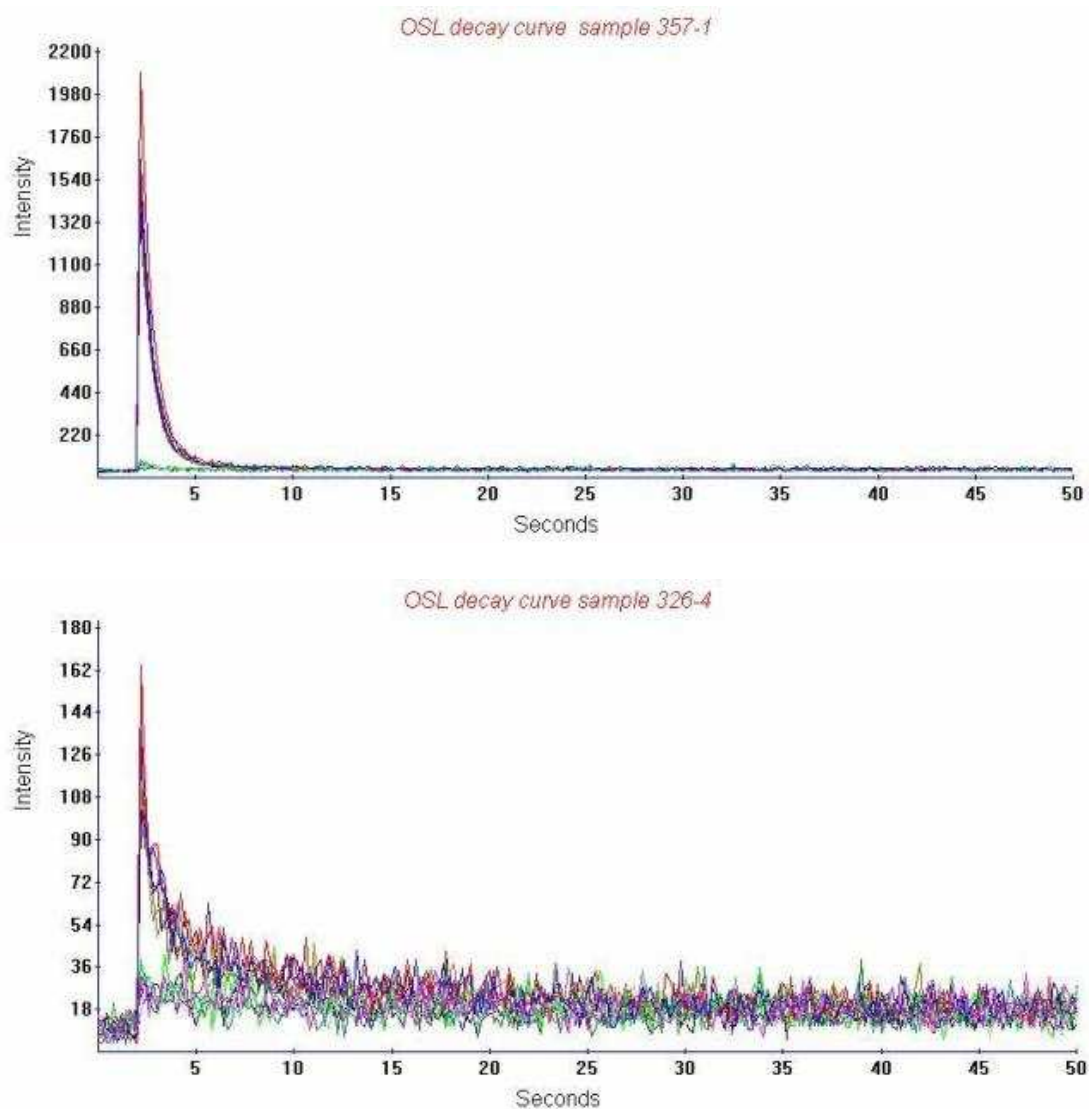 OSL decay curve sample 357-1
2200
1980
1760
1540
1320
1100
880
660
440
220
Intensity
5 10 15 20 25 30 35 40 45 50
Seconds
OSL decay curve sample 326-4
180
162
144
126
108
90
72
54
36
18
Intensity
5 10 15 20 25 30 35 40 45 50
Seconds